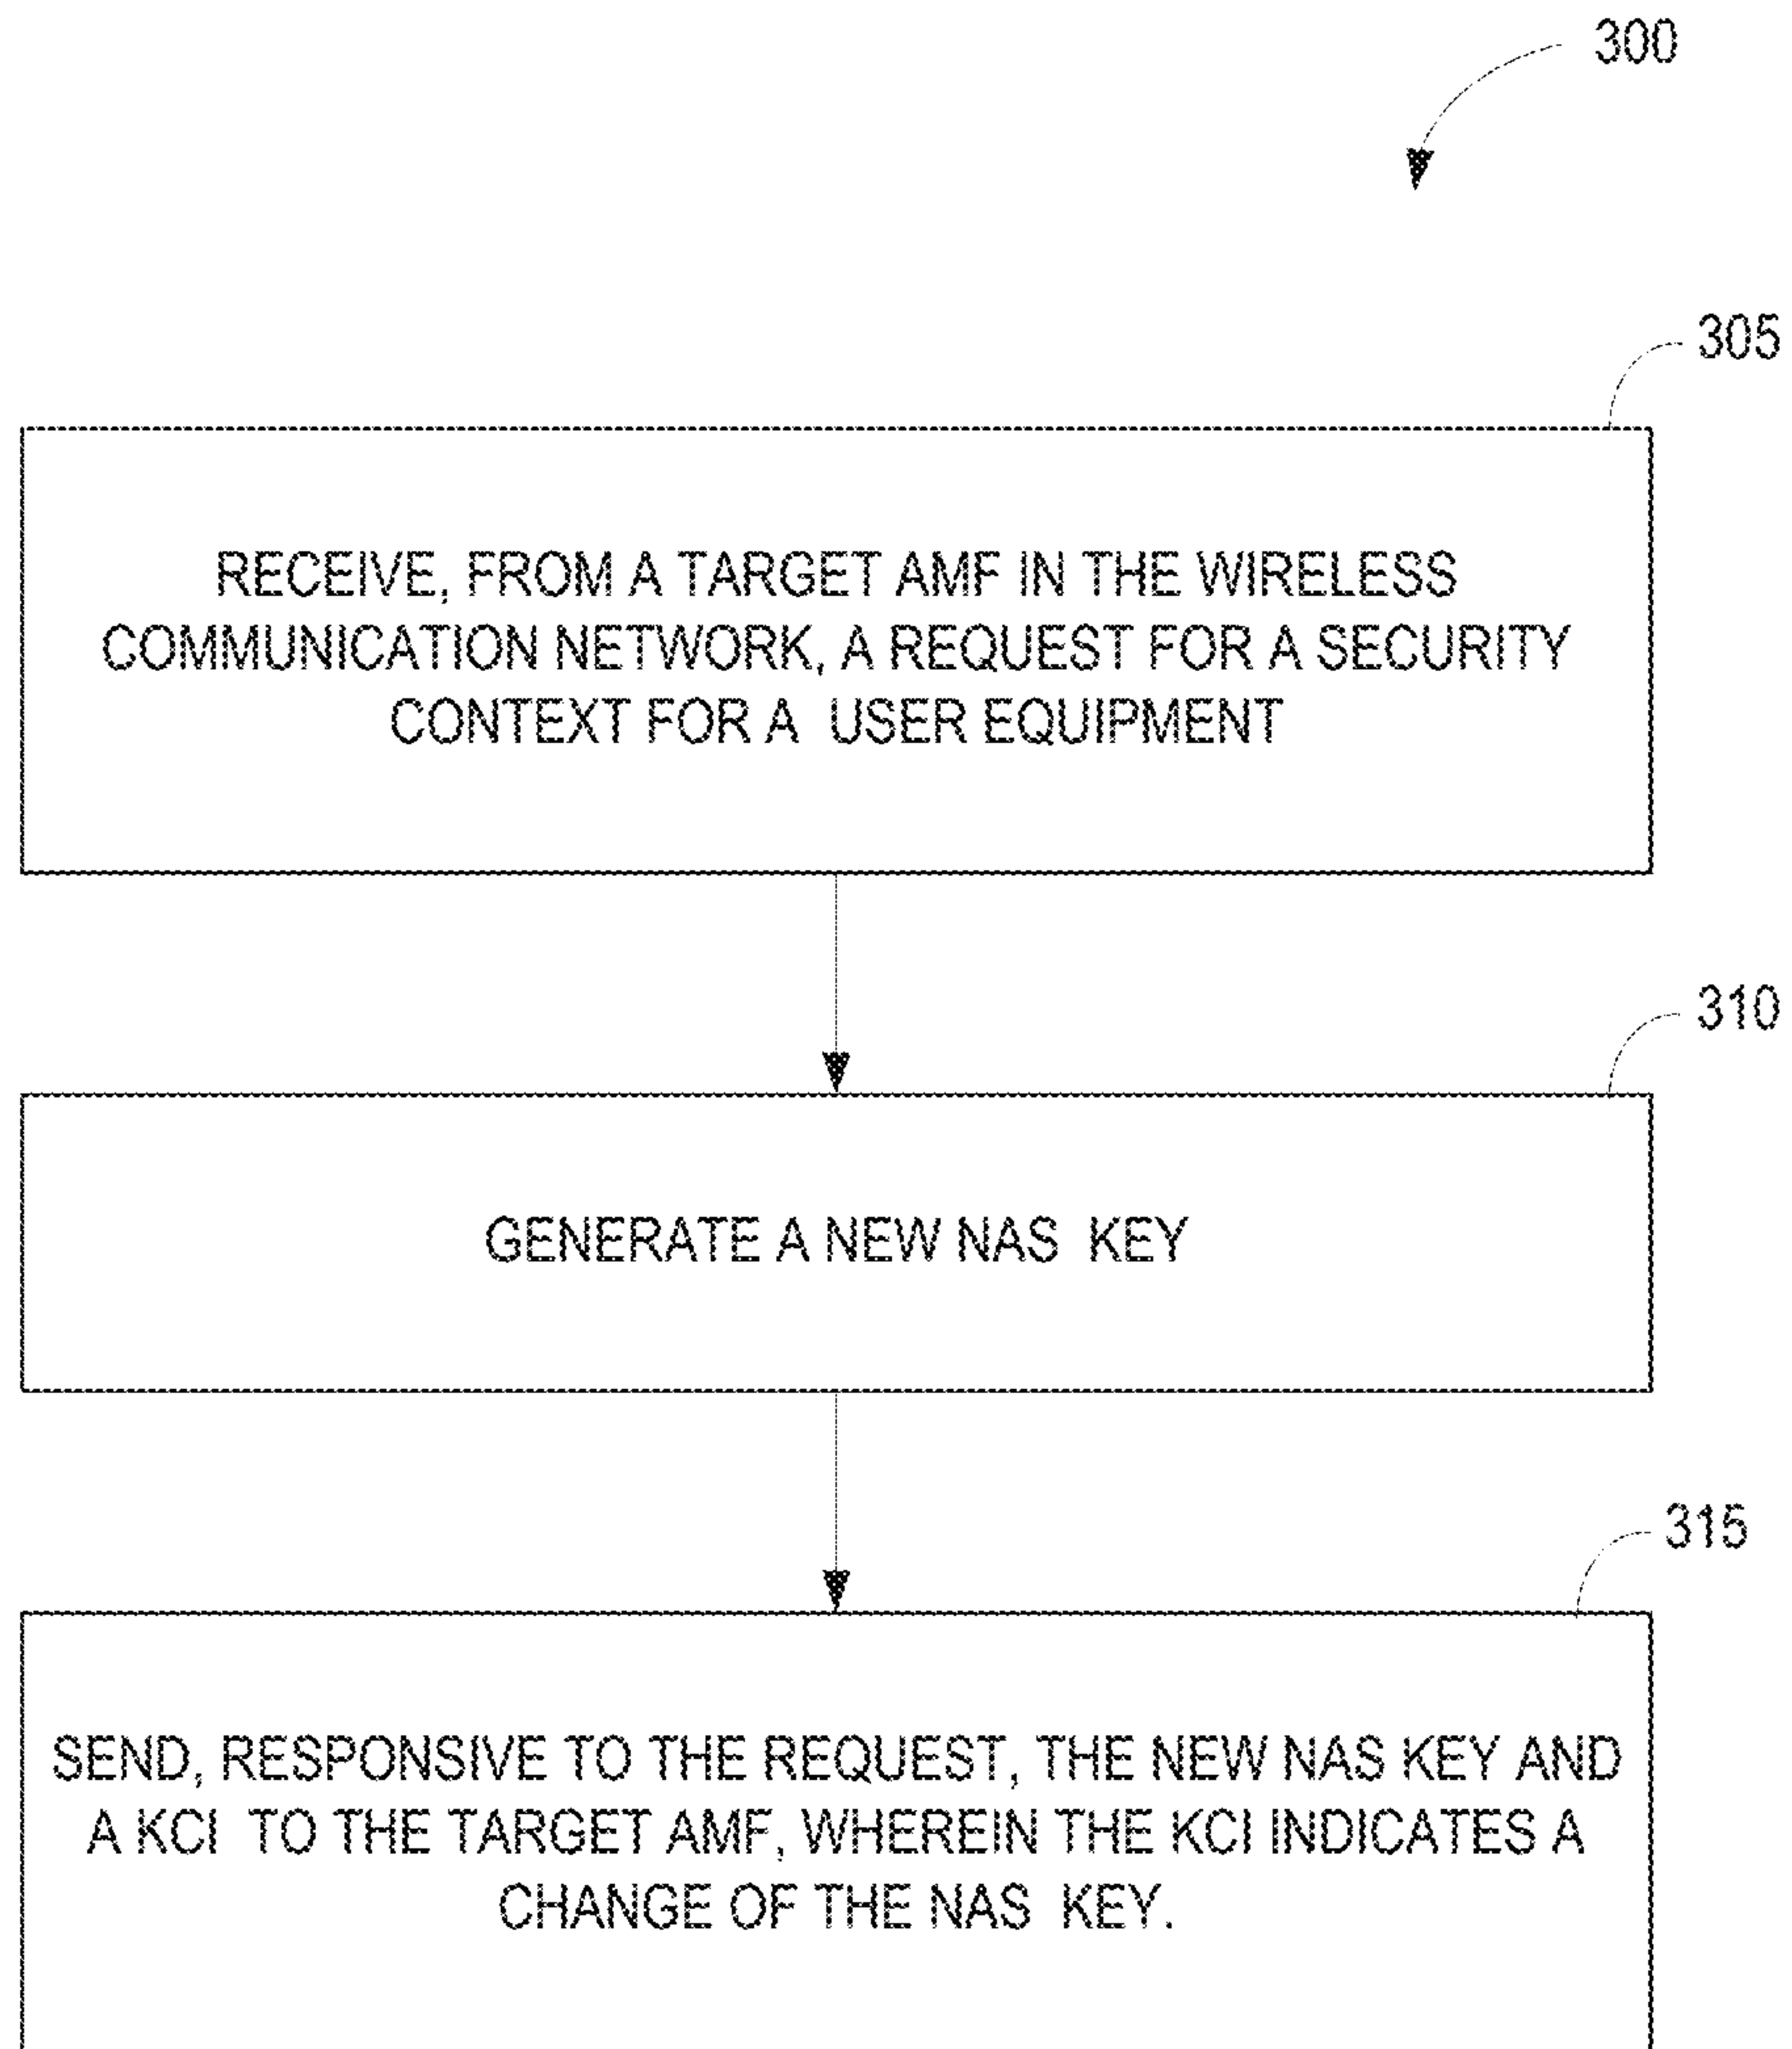 300
305
RECEIVE, FROM A TARGET AMF IN THE WIRELESS
COMMUNICATION NETWORK, A REQUEST FOR A SECURITY
CONTEXT FOR A USER EQUIPMENT
310
GENERATE A NEW NAS KEY
315
SEND, RESPONSIVE TO THE REQUEST, THE NEW NAS KEY AND
A KCI TO THE TARGET AMF, WHEREIN THE KCI INDICATES A
CHANGE OF THE NAS KEY.